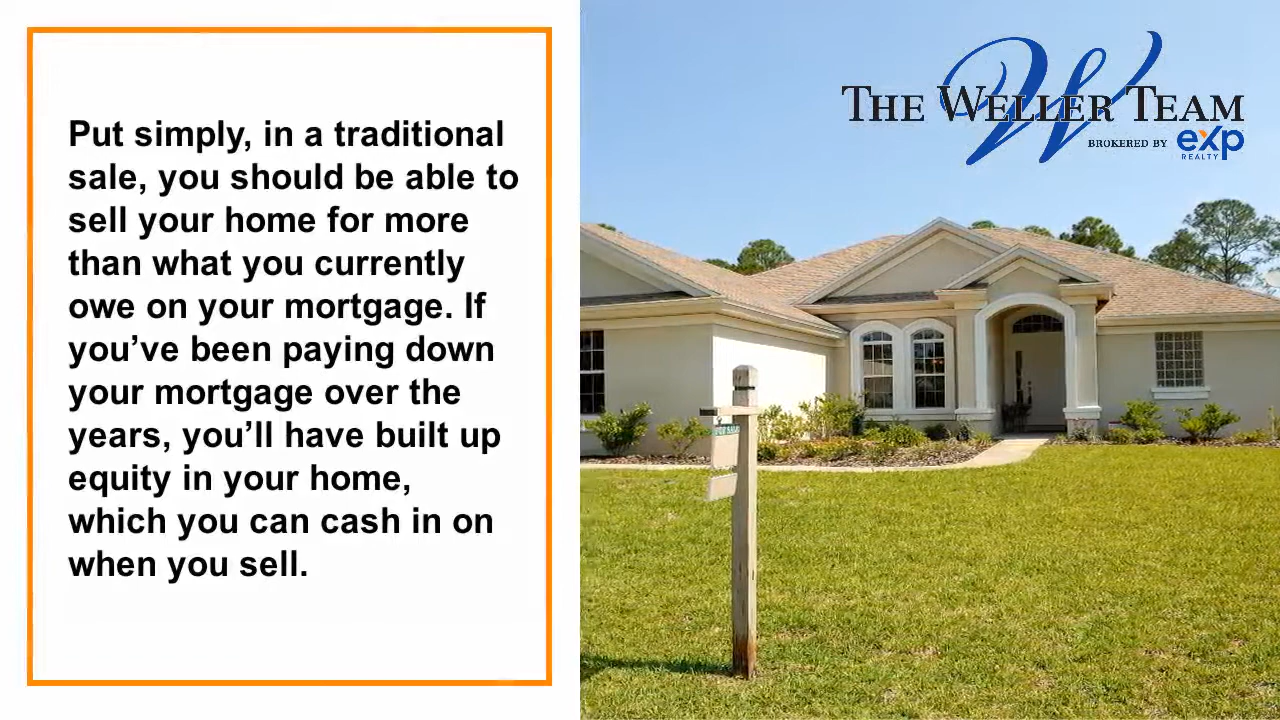 Put simply, in a traditional
sale, you should be able to
sell your home for more
than what you currently
owe on your mortgage. If
you’ve been paying down
your mortgage over the
years, you’ll have built up
equity in your home,
which you can cash in on
when you sell.
THE WELLER TEAM
W
BROKERED BY eXp
REALTY
FOR SALE